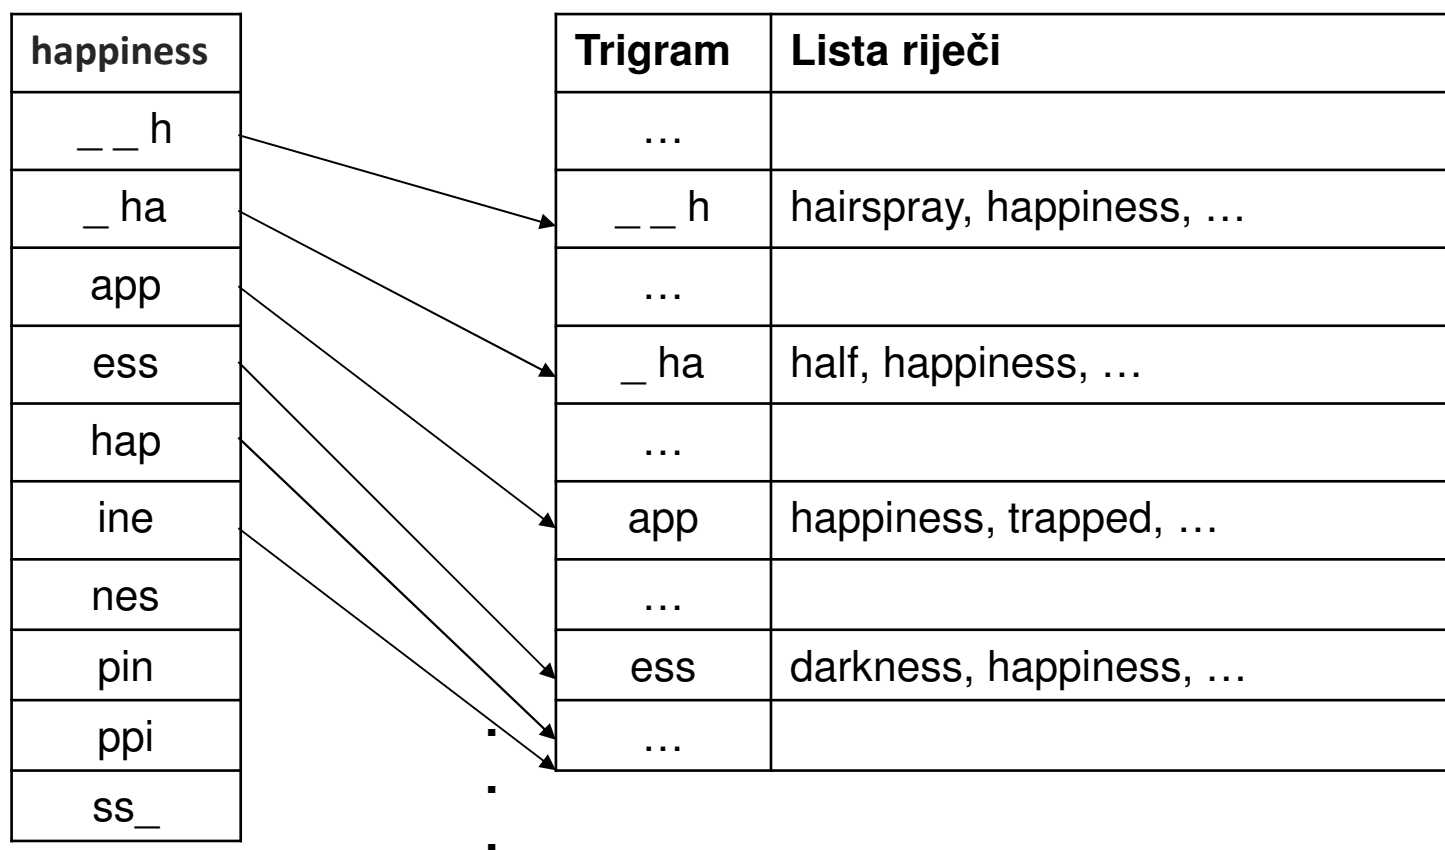 happiness
_ _ h
_ ha
app
ess
hap
ine
nes
pin
ppi
ss_
Trigram Lista riječi
…
_ _ h hairspray, happiness, …
…
_ ha half, happiness, …
…
app happiness, trapped, …
…
ess darkness, happiness, …
…
.
.
.